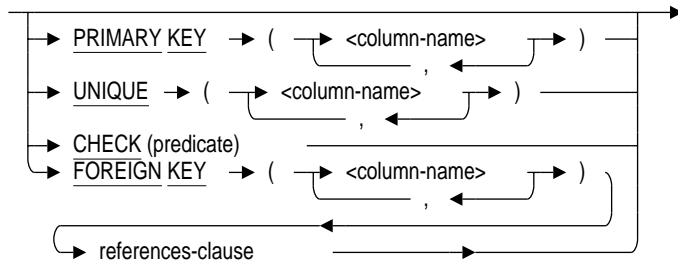 PRIMARY KEY ( <column-name> )
,
UNIQUE ( <column-name> )
,
CHECK (predicate)
FOREIGN KEY ( <column-name> )
,
references-clause